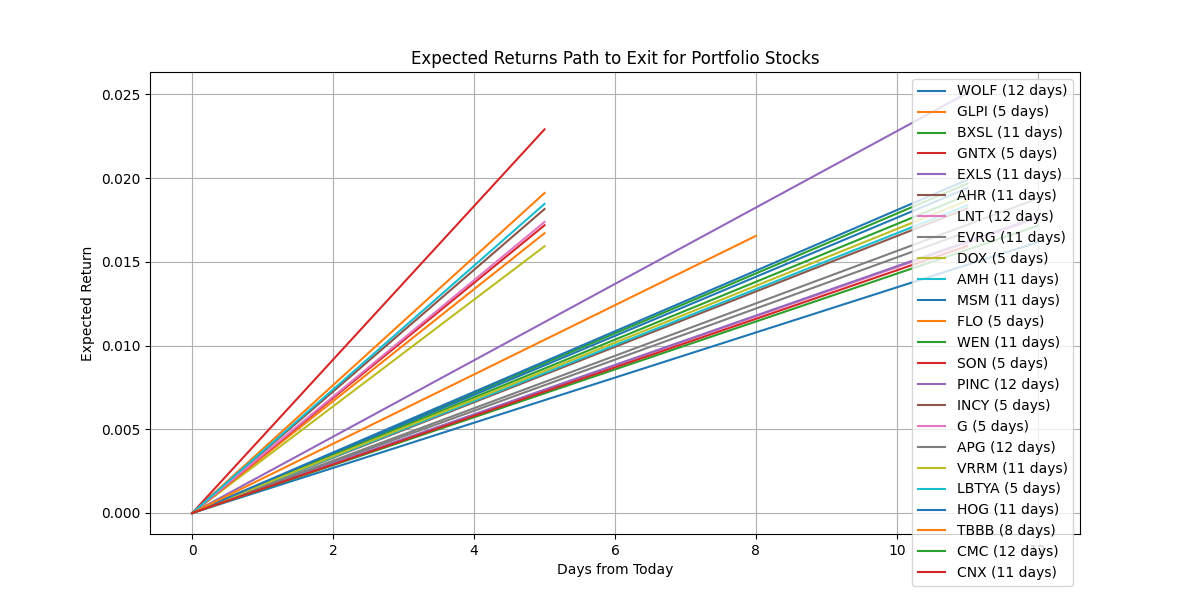 Expected Returns Path to Exit for Portfolio Stocks
Expected Return
0.025
0.020
0.015
0.010
0.005
0.000
0 2 4 6 8 10 12
Days from Today
WOLF (12 days)
GLPI (5 days)
BXSL (11 days)
GNTX (5 days)
EXLS (11 days)
AHR (11 days)
LNT (12 days)
EVRG (11 days)
DOX (5 days)
AMH (11 days)
MSM (11 days)
FLO (5 days)
WEN (11 days)
SON (5 days)
PINC (12 days)
INCY (5 days)
G (5 days)
APG (12 days)
VRRM (11 days)
LBTYA (5 days)
HOG (11 days)
TBBB (8 days)
CMC (12 days)
CNX (11 days)